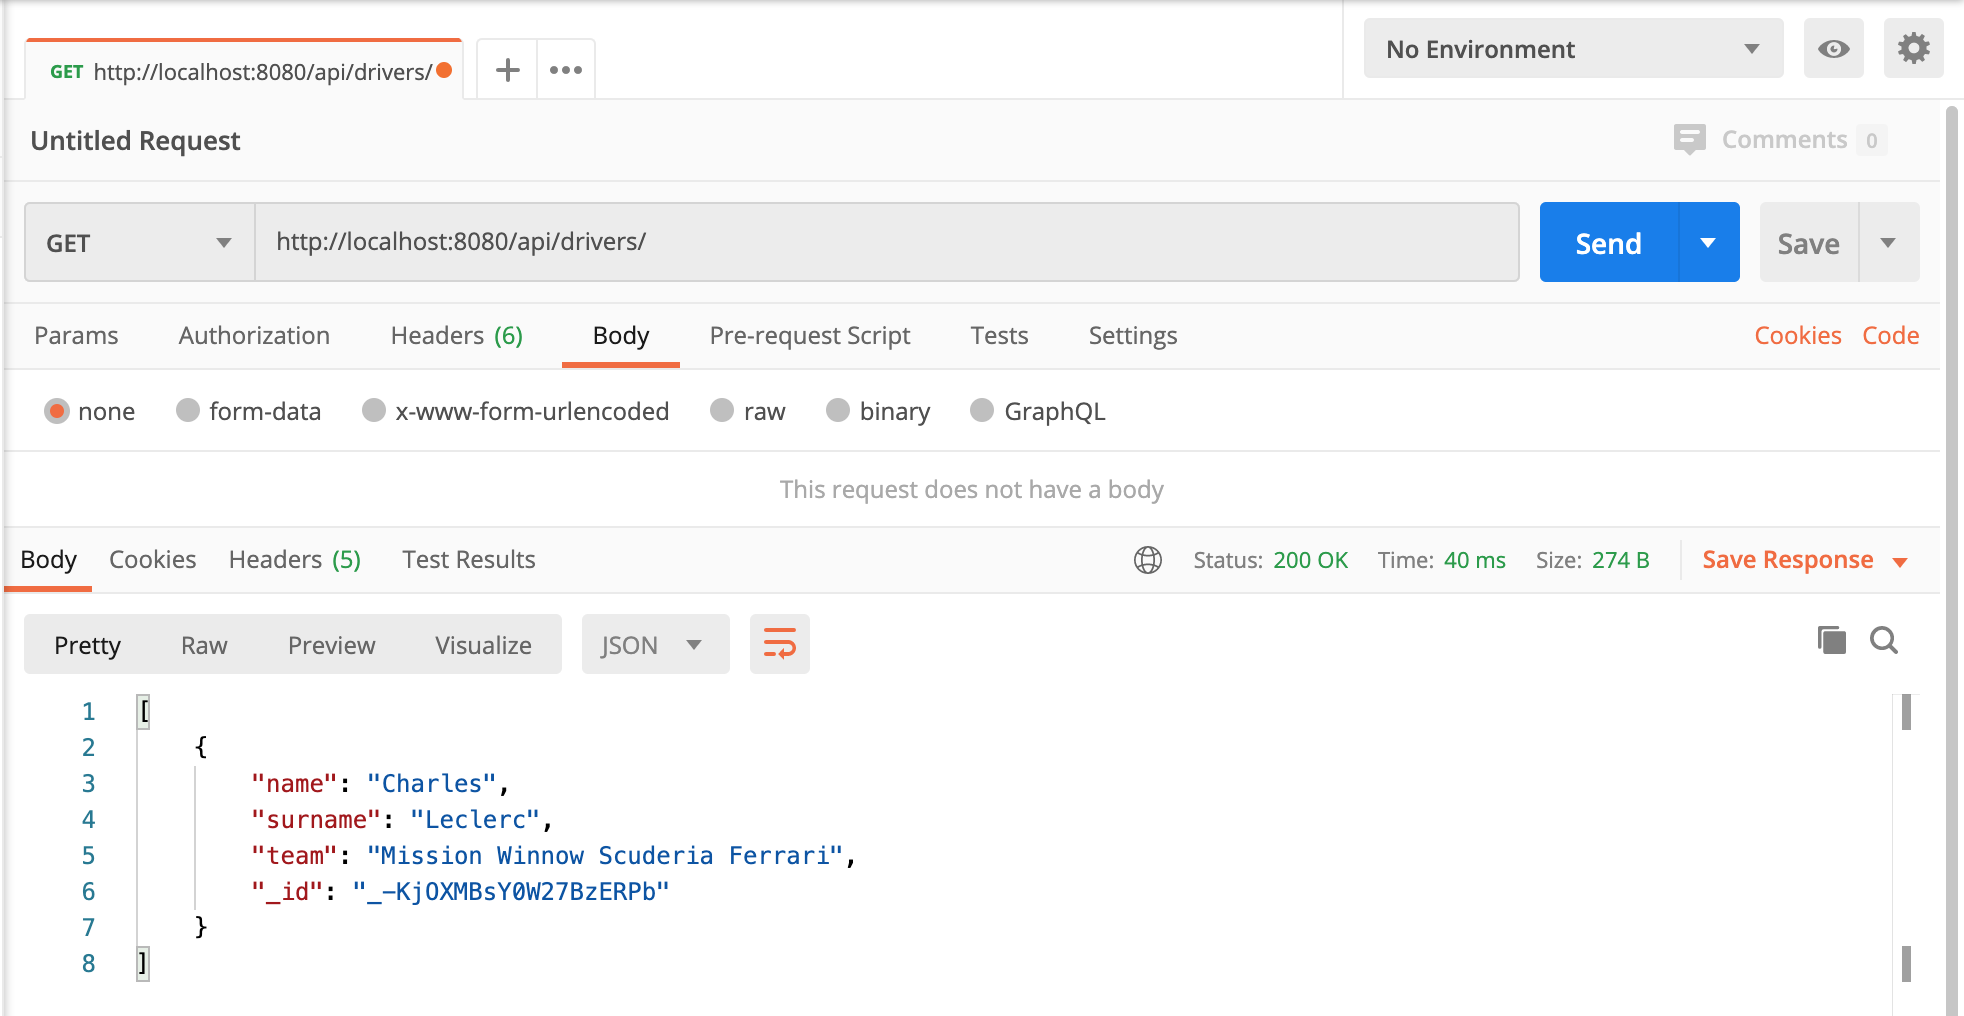 GET http://localhost:8080/api/drivers/
No Environment
Untitled Request
Comments 0
GET http://localhost:8080/api/drivers/ Send Save
Params Authorization Headers (6) Body Pre-request Script Tests Settings Cookies Code
none form-data x-www-form-urlencoded raw binary GraphQL
This request does not have a body
Body Cookies Headers (5) Test Results Status: 200 OK Time: 40 ms Size: 274 B Save Response
Pretty Raw Preview Visualize JSON
1 [
2 {
3 "name": "Charles",
4 "surname": "Leclerc",
5 "team": "Mission Winnow Scuderia Ferrari",
6 "_id": "_-KjOXMBsY0W27BzERPb"
7 }
8 ]